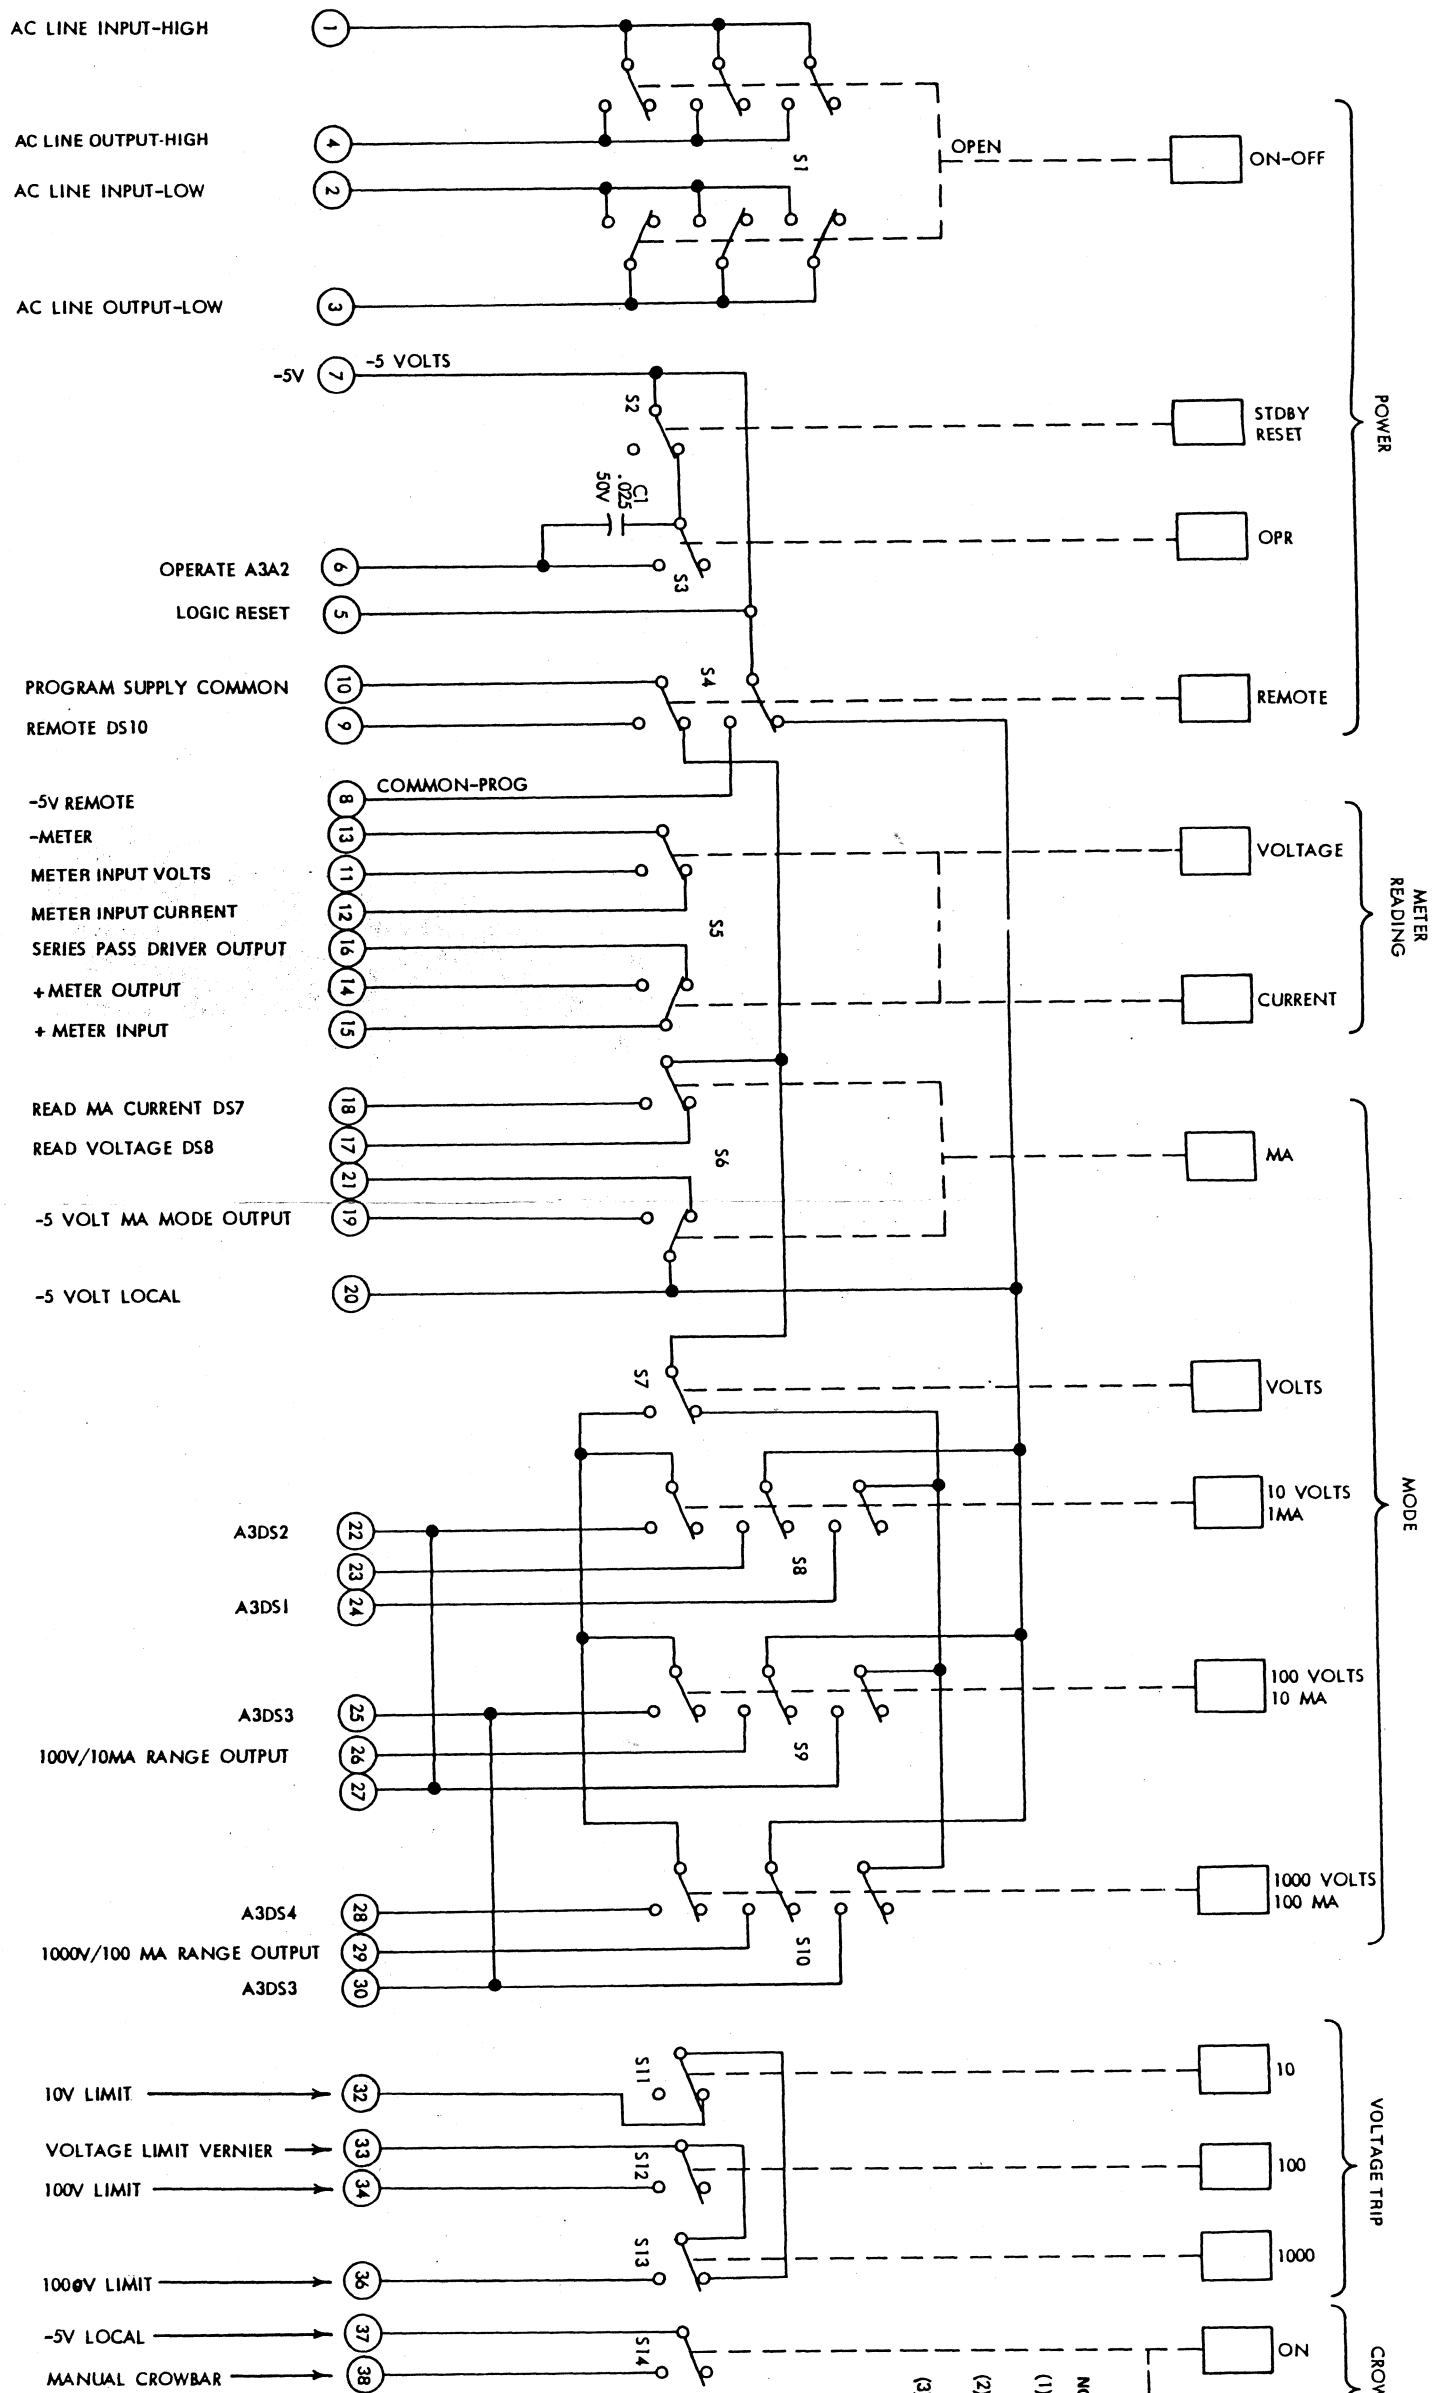 AC LINE INPUT-HIGH
1
AC LINE OUTPUT-HIGH
4
S1
OPEN
ON-OFF
AC LINE INPUT-LOW
2
AC LINE OUTPUT-LOW
3
-5V
7
-5 VOLTS
S2
STDBY
RESET
POWER
C1
.025
50V
OPR
OPERATE A3A2
6
S3
LOGIC RESET
5
PROGRAM SUPPLY COMMON
10
S4
REMOTE
REMOTE DS10
9
-5V REMOTE
8
COMMON-PROG
-METER
13
VOLTAGE
METER INPUT VOLTS
11
METER INPUT CURRENT
12
METER
READING
S5
SERIES PASS DRIVER OUTPUT
16
+METER OUTPUT
14
CURRENT
+ METER INPUT
15
READ MA CURRENT DS7
18
READ VOLTAGE DS8
17
S6
MA
21
-5 VOLT MA MODE OUTPUT
19
-5 VOLT LOCAL
20
S7
VOLTS
MODE
10 VOLTS
1MA
A3DS2
22
23
S8
A3DS1
24
100 VOLTS
10 MA
A3DS3
25
100V/10MA RANGE OUTPUT
26
S9
27
1000 VOLTS
100 MA
A3DS4
28
1000V/100 MA RANGE OUTPUT
29
S10
A3DS3
30
S11
10
10V LIMIT
32
VOLTAGE TRIP
VOLTAGE LIMIT VERNIER
33
S12
100
100V LIMIT
34
S13
1000
1000V LIMIT
36
-5V LOCAL
37
S14
ON
MANUAL CROWBAR
38
CROW
NO
(1)
(2)
(3)